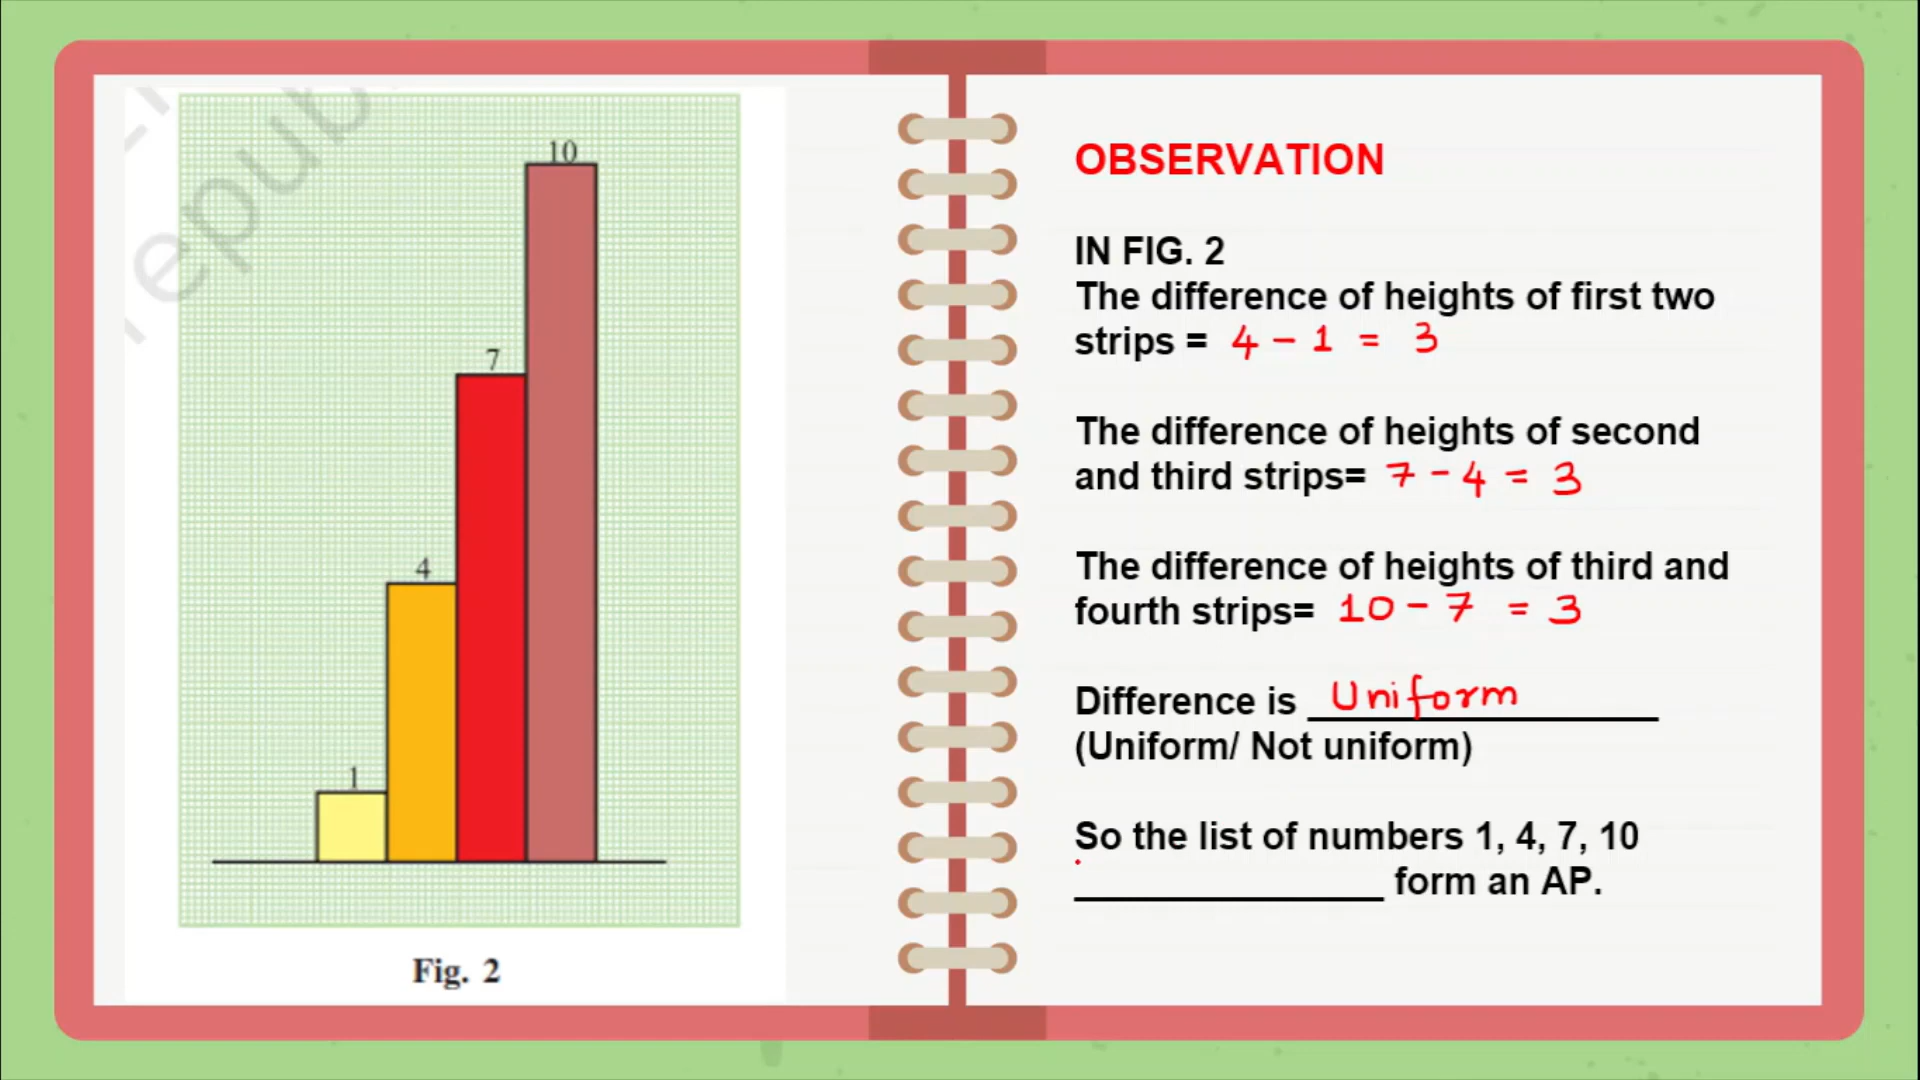 republ
10
7
4
1
Fig. 2
OBSERVATION
IN FIG. 2
The difference of heights of first two
strips = 4 - 1 = 3
The difference of heights of second
and third strips= 7 - 4 = 3
The difference of heights of third and
fourth strips= 10 - 7 = 3
Difference is Uniform
(Uniform/ Not uniform)
So the list of numbers 1, 4, 7, 10
______________ form an AP.